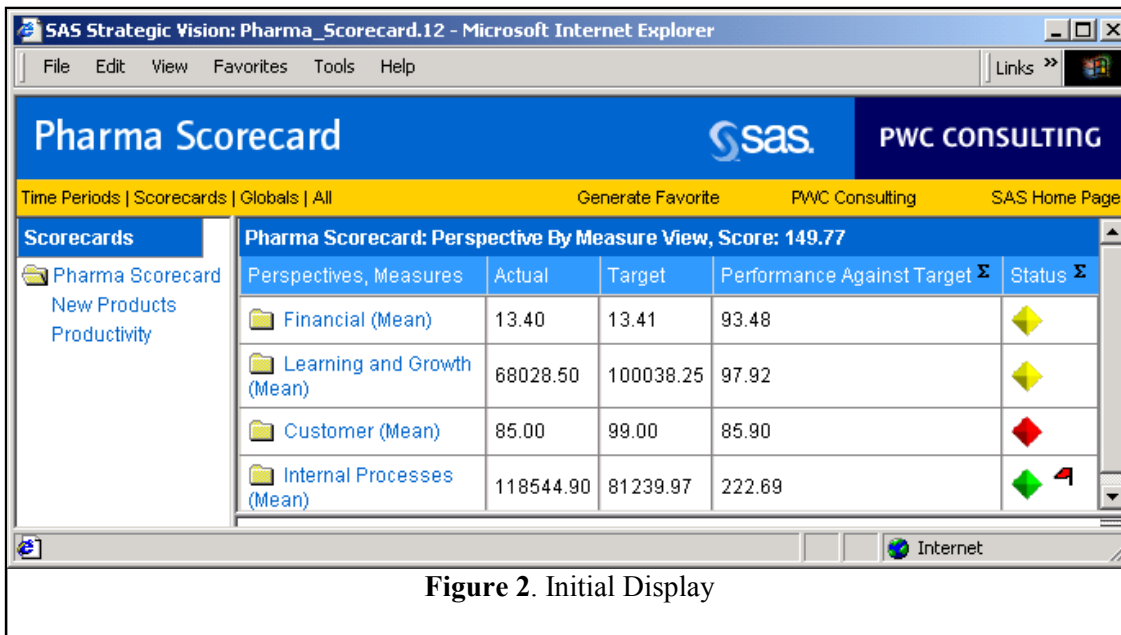 SAS Strategic Vision: Pharma_Scorecard.12 - Microsoft Internet Explorer
File Edit View Favorites Tools Help Links »
Pharma Scorecard sas. PWC CONSULTING
Time Periods | Scorecards | Globals | All Generate Favorite PWC Consulting SAS Home Page
Scorecards
Pharma Scorecard
New Products
Productivity
Pharma Scorecard: Perspective By Measure View, Score: 149.77
Perspectives, Measures Actual Target Performance Against Target Σ Status Σ
Financial (Mean) 13.40 13.41 93.48
Learning and Growth
(Mean) 68028.50 100038.25 97.92
Customer (Mean) 85.00 99.00 85.90
Internal Processes
(Mean) 118544.90 81239.97 222.69
Internet
Figure 2. Initial Display